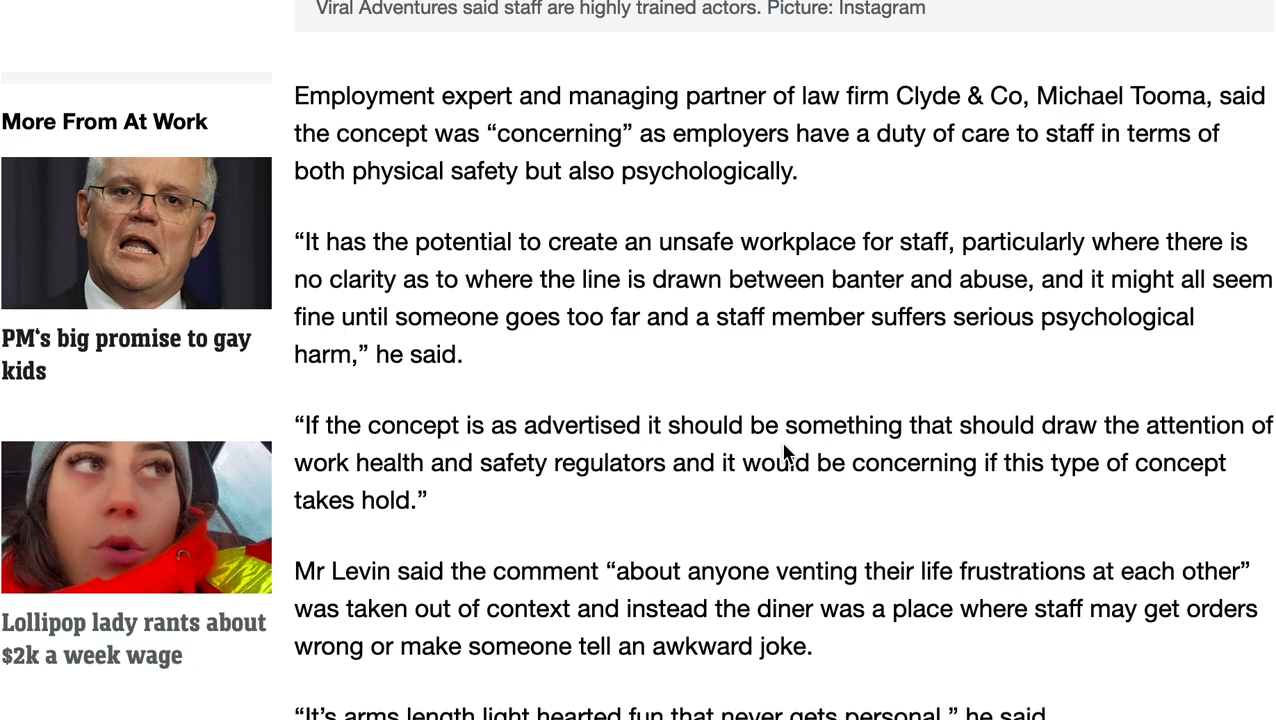 Viral Adventures said staff are highly trained actors. Picture: Instagram
More From At Work
PM‘s big promise to gay
kids
Lollipop lady rants about
$2k a week wage
Employment expert and managing partner of law firm Clyde & Co, Michael Tooma, said
the concept was “concerning” as employers have a duty of care to staff in terms of
both physical safety but also psychologically.
“It has the potential to create an unsafe workplace for staff, particularly where there is
no clarity as to where the line is drawn between banter and abuse, and it might all seem
fine until someone goes too far and a staff member suffers serious psychological
harm,” he said.
“If the concept is as advertised it should be something that should draw the attention of
work health and safety regulators and it would be concerning if this type of concept
takes hold.”
Mr Levin said the comment “about anyone venting their life frustrations at each other”
was taken out of context and instead the diner was a place where staff may get orders
wrong or make someone tell an awkward joke.
“It’s arms length light hearted fun that never gets personal,” he said